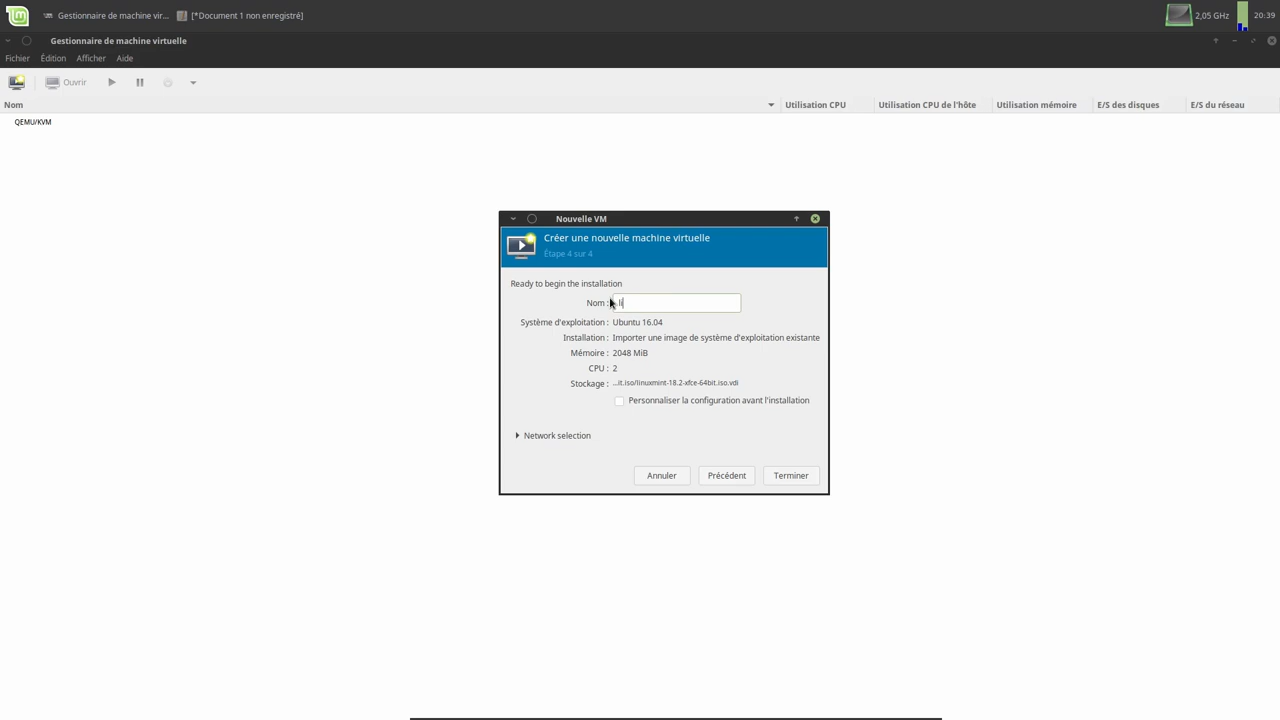 Gestionnaire de machine vir...
[*Document 1 non enregistré]
2,05 GHz
20:39
Gestionnaire de machine virtuelle
Fichier Édition Afficher Aide
Ouvrir
Nom Utilisation CPU Utilisation CPU de l'hôte Utilisation mémoire E/S des disques E/S du réseau
QEMU/KVM
Nouvelle VM
Créer une nouvelle machine virtuelle
Étape 4 sur 4
Ready to begin the installation
Nom : li
Système d'exploitation : Ubuntu 16.04
Installation : Importer une image de système d'exploitation existante
Mémoire : 2048 MiB
CPU : 2
Stockage : ...it.iso/linuxmint-18.2-xfce-64bit.iso.vdi
Personnaliser la configuration avant l'installation
Network selection
Annuler Précédent Terminer